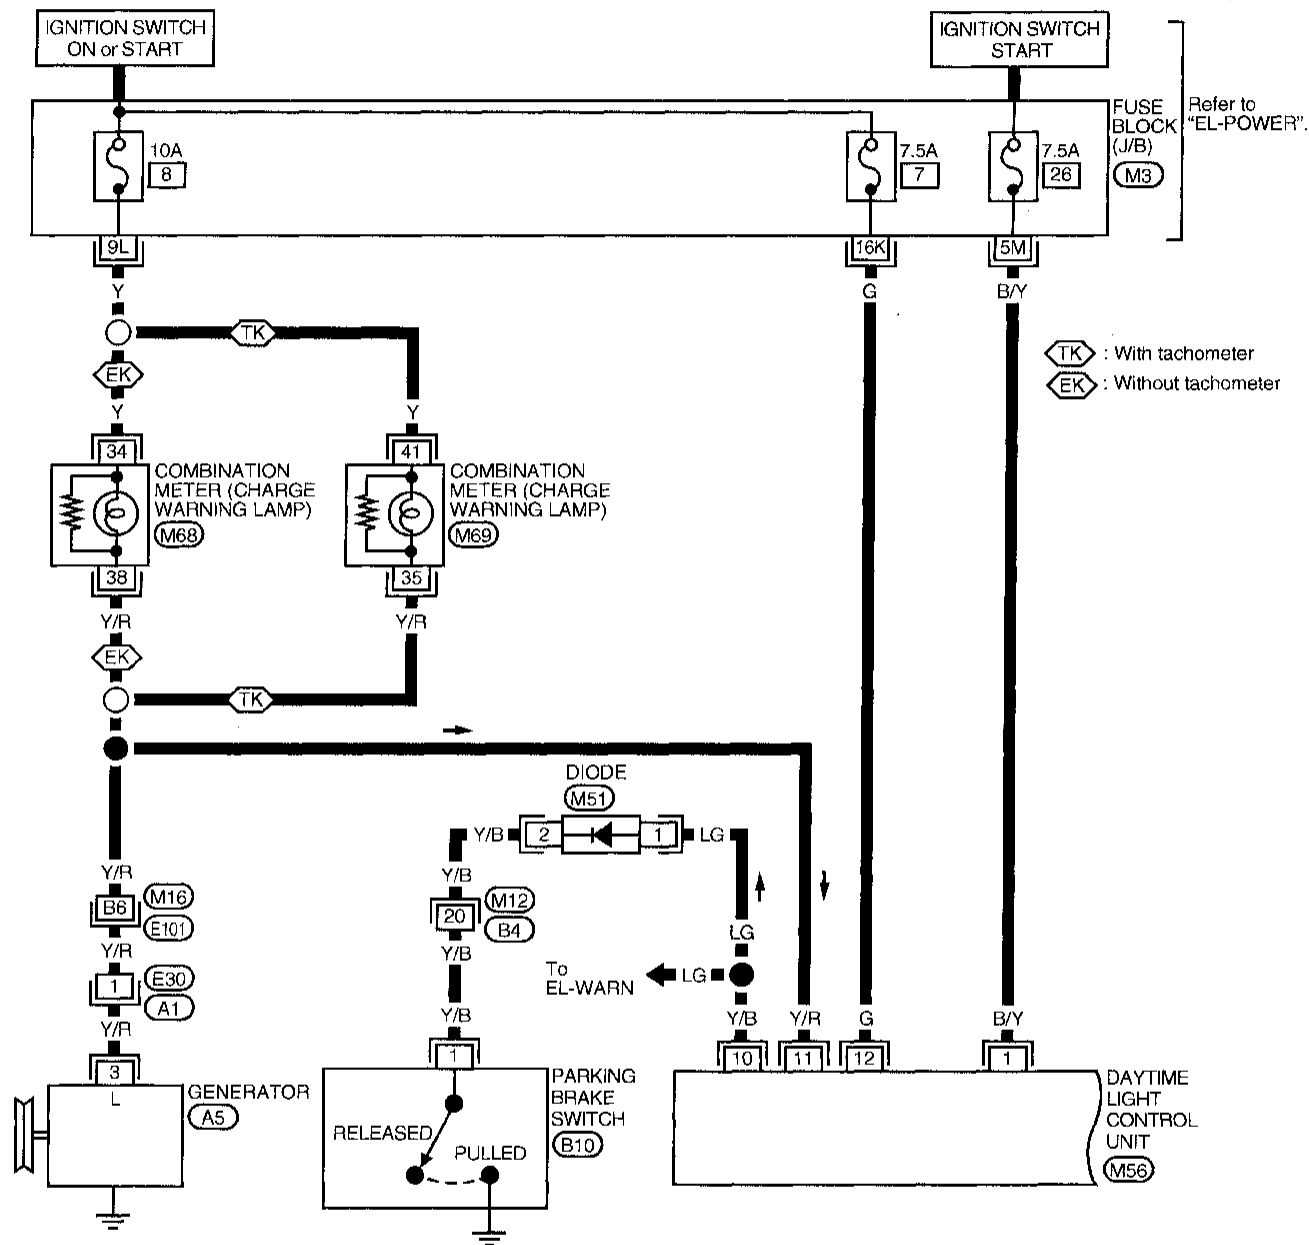 IGNITION SWITCH
ON or START
IGNITION SWITCH
START
FUSE
BLOCK
(J/B)
M3
Refer to
"EL-POWER".
10A
8
7.5A
7
7.5A
26
9L
16K
5M
Y
G
B/Y
TK
TK : With tachometer
EK : Without tachometer
EK
Y
Y
34
41
COMBINATION
METER (CHARGE
WARNING LAMP)
M68
COMBINATION
METER (CHARGE
WARNING LAMP)
M69
38
35
Y/R
Y/R
EK
TK
DIODE
M51
Y/B
2
1
LG
Y/R
Y/B
B6
M16
E101
20
M12
B4
LG
Y/R
Y/B
1
E30
A1
To
EL-WARN
LG
Y/R
Y/B
Y/B
Y/R
G
B/Y
3
1
10
11
12
1
L
GENERATOR
A5
PARKING
BRAKE
SWITCH
B10
RELEASED
PULLED
DAYTIME
LIGHT
CONTROL
UNIT
M56